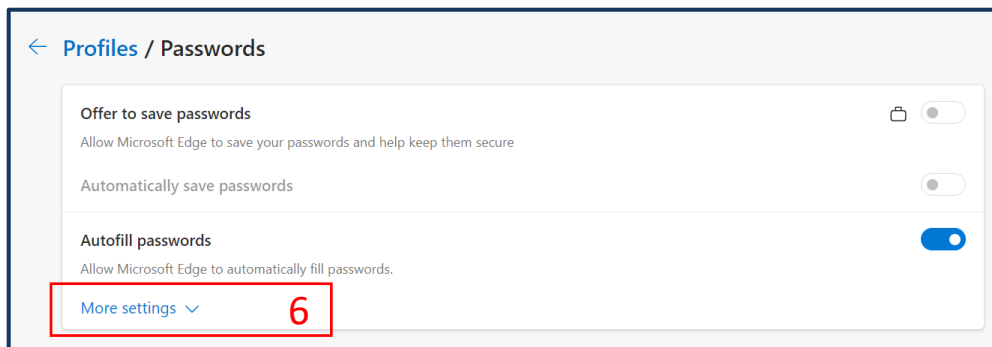 Profiles / Passwords
Offer to save passwords
Allow Microsoft Edge to save your passwords and help keep them secure
Automatically save passwords
Autofill passwords
Allow Microsoft Edge to automatically fill passwords.
More settings 6